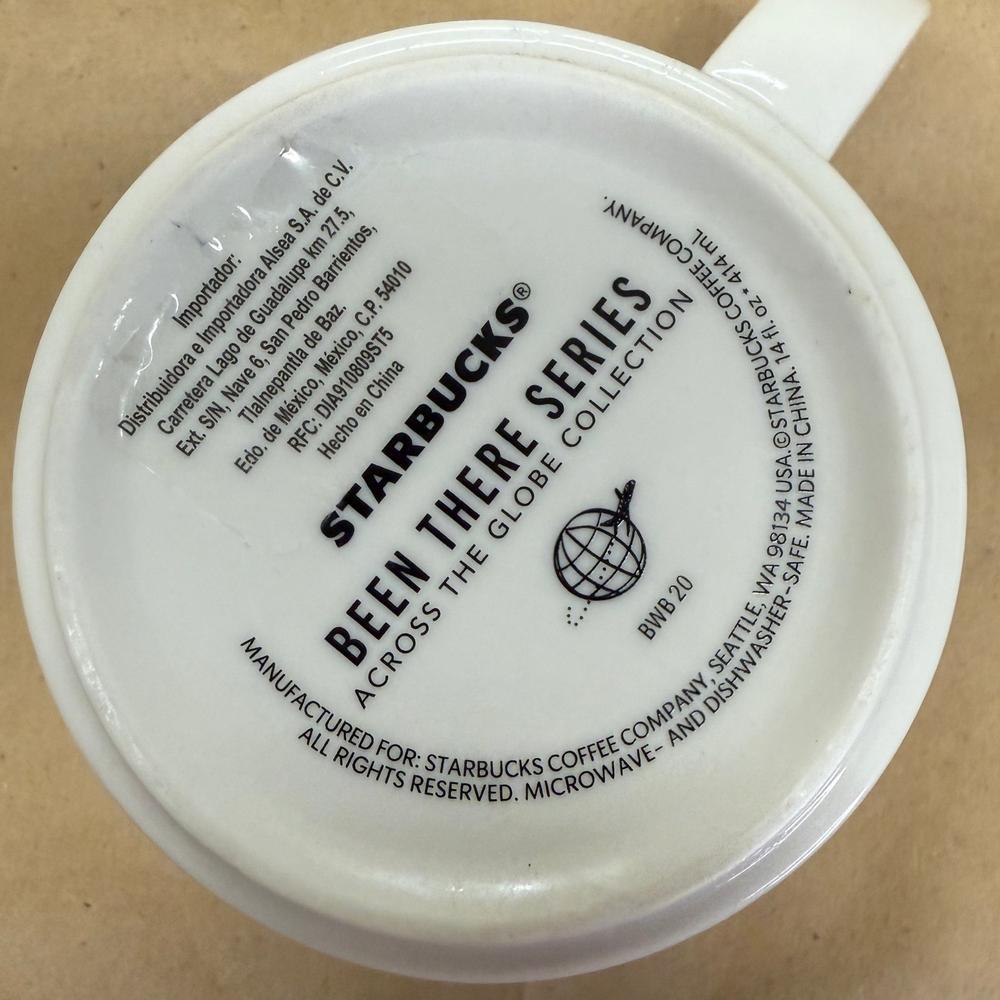 Importador:
Distribuidora e Importadora Alsea S.A. de C.V.
Carretera Lago de Guadalupe km 27.5,
Ext. S/N, Nave 6, San Pedro Barrientos,
Tlalnepantla de Baz.
Edo. de México, México, C.P. 54010
RFC: DIA910809ST5
Hecho en China
STARBUCKS®
BEEN THERE SERIES
ACROSS THE GLOBE COLLECTION
BWB 20
MANUFACTURED FOR: STARBUCKS COFFEE COMPANY, SEATTLE, WA 98134 USA.©STARBUCKS COFFEE COMPANY.
ALL RIGHTS RESERVED. MICROWAVE- AND DISHWASHER-SAFE. MADE IN CHINA. 14 fl. oz • 414 mL